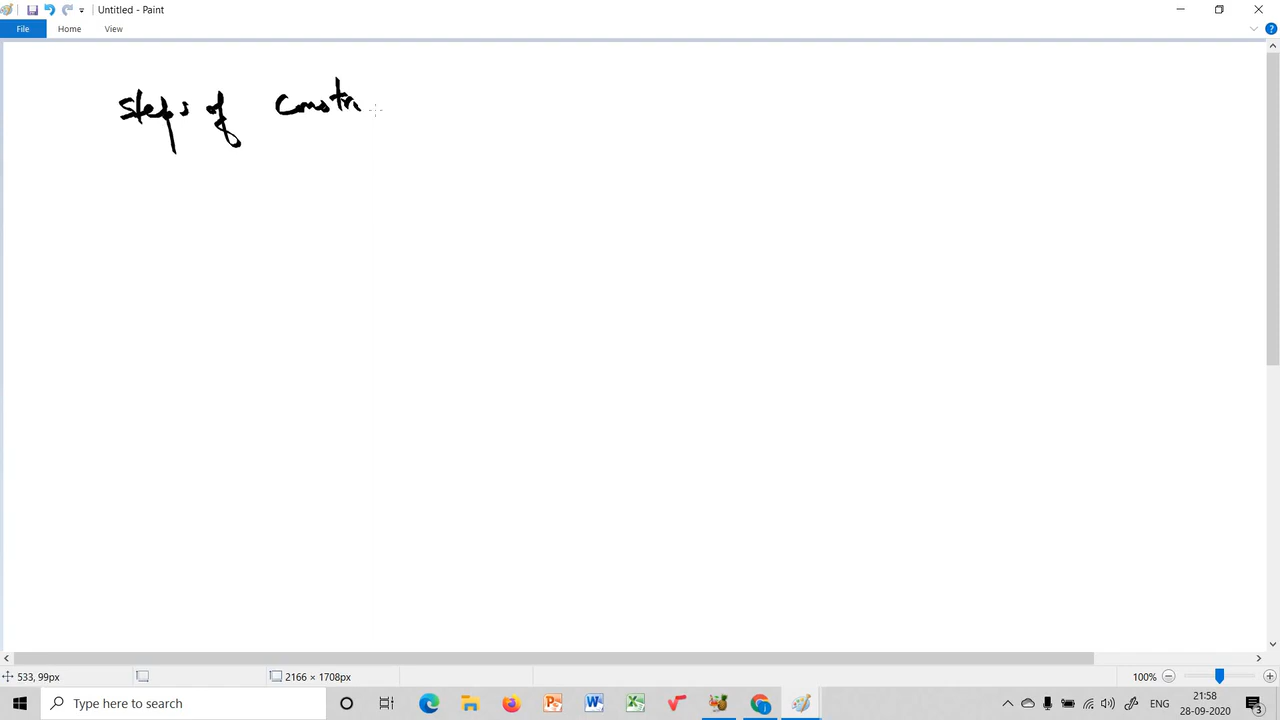 Untitled - Paint
File Home View
Steps of Constr
533, 99px 2166 × 1708px 100%
Type here to search ENG 21:58
28-09-2020 3